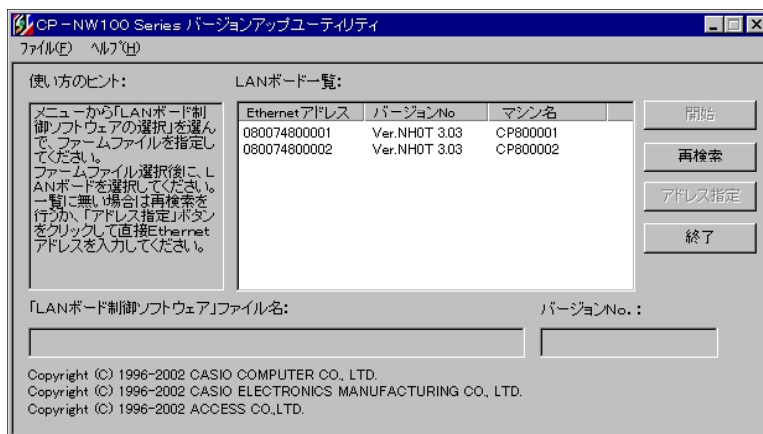 CP-NW100 Series バージョンアップユーティリティ
ファイル(F) ヘルプ(H)
使い方のヒント: LANボード一覧:
メニューから「LANボード制
御ソフトウェアの選択」を選ん
で、ファームファイルを指定し
てください。
ファームファイル選択後に、L
ANボードを選択してください。
一覧に無い場合は再検索を
行うか、「アドレス指定」ボタン
をクリックして直接Ethernet
アドレスを入力してください。
Ethernetアドレス バージョンNo マシン名
080074800001 Ver.NH0T 3.03 CP800001
080074800002 Ver.NH0T 3.03 CP800002
開始
再検索
アドレス指定
終了
「LANボード制御ソフトウェア」ファイル名: バージョンNo.:
Copyright (C) 1996-2002 CASIO COMPUTER CO., LTD.
Copyright (C) 1996-2002 CASIO ELECTRONICS MANUFACTURING CO., LTD.
Copyright (C) 1996-2002 ACCESS CO.,LTD.